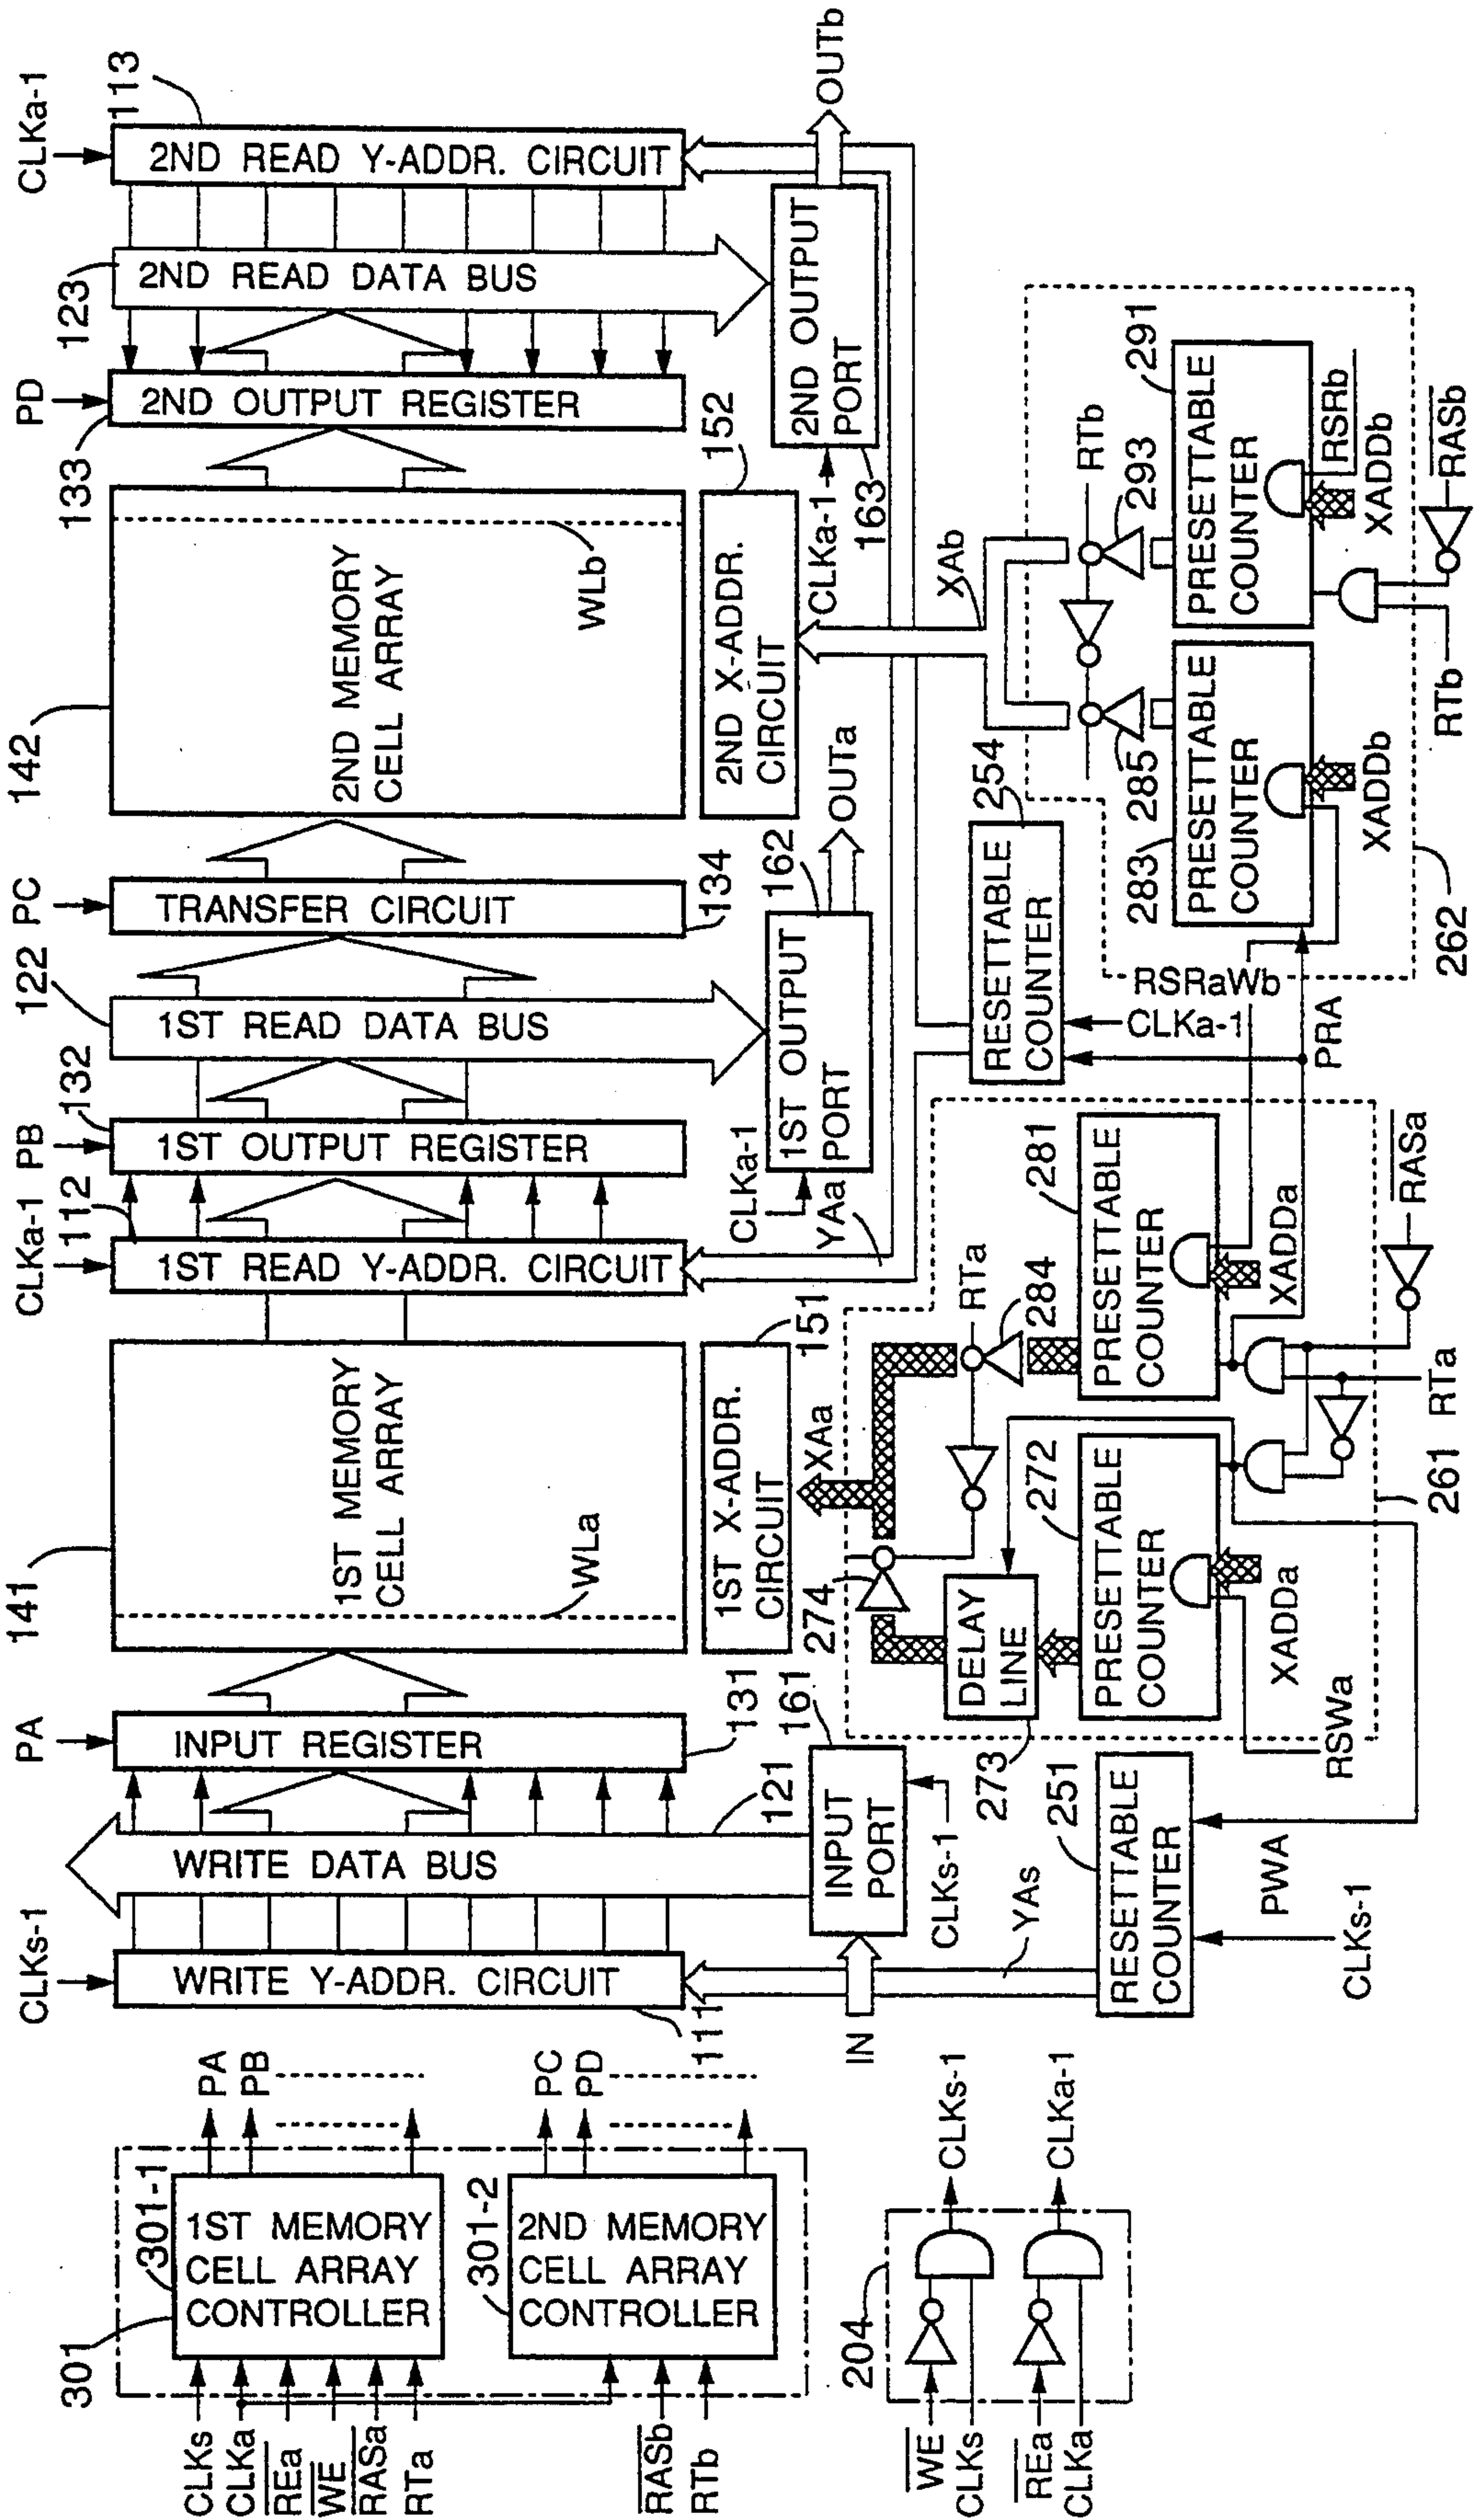 CLKs
CLKa
REa
WE
RASa
RTa
RASb
RTb
301
301-1
1ST MEMORY
CELL ARRAY
CONTROLLER
301-2
2ND MEMORY
CELL ARRAY
CONTROLLER
PA
PB
PC
PD
204
WE
CLKs
REa
CLKa
CLKs-1
CLKa-1
CLKs-1
WRITE Y-ADDR. CIRCUIT
111
WRITE DATA BUS
121
PA
INPUT REGISTER
131
141
1ST MEMORY
CELL ARRAY
WLa
CLKa-1
112
1ST READ Y-ADDR. CIRCUIT
PB
132
1ST OUTPUT REGISTER
122
1ST READ DATA BUS
PC
TRANSFER CIRCUIT
134
142
2ND MEMORY
CELL ARRAY
WLb
PD
133
2ND OUTPUT REGISTER
123
2ND READ DATA BUS
CLKa-1
113
2ND READ Y-ADDR. CIRCUIT
IN
INPUT
PORT
161
CLKs-1
YAs
1ST X-ADDR.
CIRCUIT
151
XAa
CLKa-1
YAa
1ST OUTPUT
PORT
162
OUTa
2ND X-ADDR.
CIRCUIT
152
CLKa-1
163
2ND OUTPUT
PORT
OUTb
XAb
RESETTABLE
COUNTER
251
PWA
CLKs-1
274
DELAY
LINE
273
PRESETTABLE
COUNTER
272
XADDa
RSWa
RTa
284
PRESETTABLE
COUNTER
281
XADDa
RASa
RTa
261
RESETTABLE
COUNTER
254
CLKa-1
RSRaWb
PRA
283
PRESETTABLE
COUNTER
285
XADDb
RTb
293
PRESETTABLE
COUNTER
291
RSRb
XADDb
RTb
RASb
262